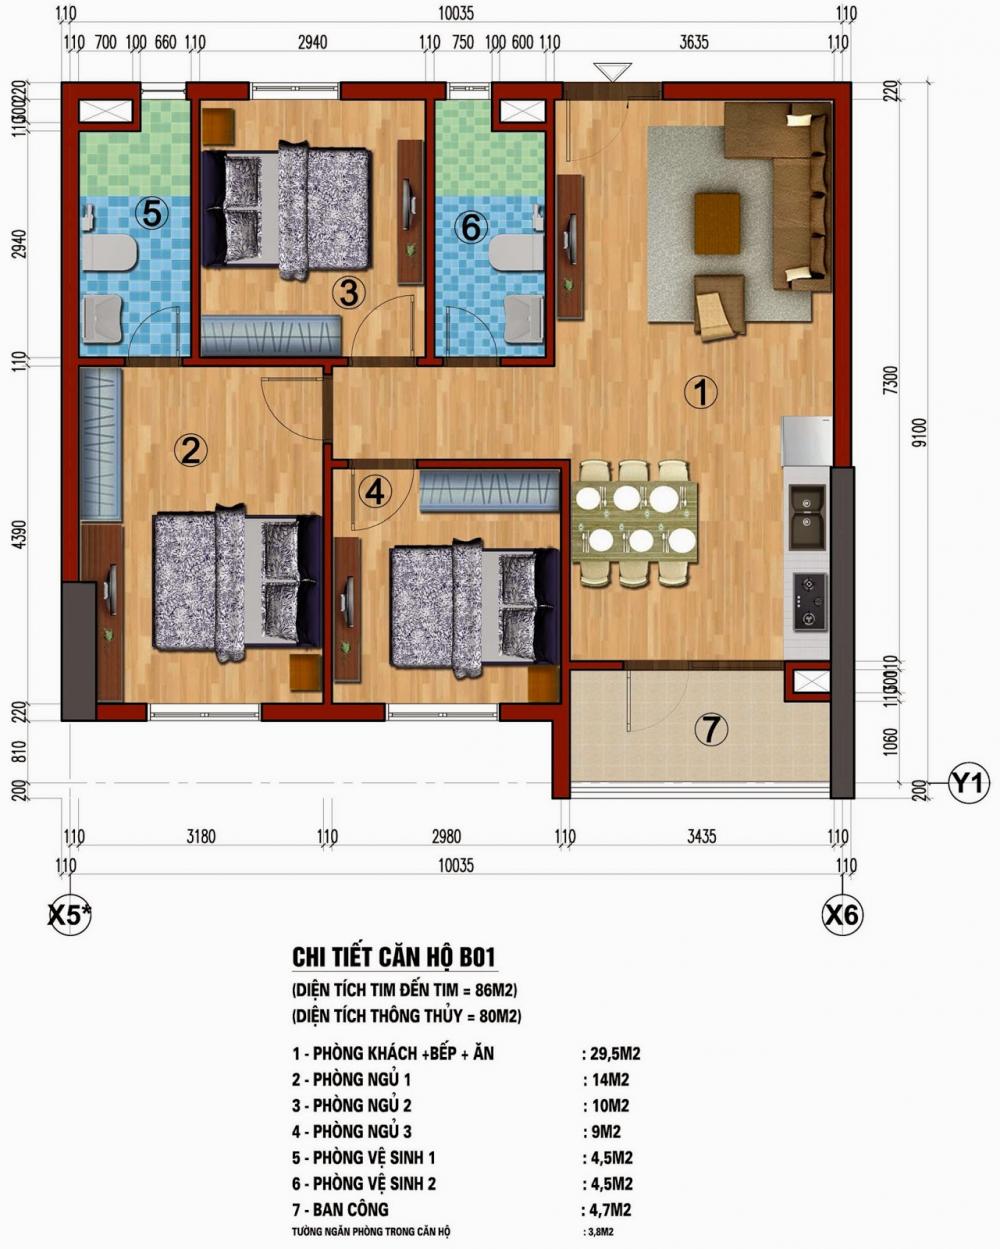 110 10035 110
110 700 100 660 110 2940 110 750 100 600 110 3635 110
220
110
2940
110
4390
220
810
200
220
7300
9100
110
1060
200
5
3
6
1
2
4
7
Y1
110 3180 110 2980 110 3435 110
110 10035 110
X5* X6
CHI TIẾT CĂN HỘ B01
(DIỆN TÍCH TIM ĐẾN TIM = 86M2)
(DIỆN TÍCH THÔNG THỦY = 80M2)
1 - PHÒNG KHÁCH +BẾP + ĂN : 29,5M2
2 - PHÒNG NGỦ 1 : 14M2
3 - PHÒNG NGỦ 2 : 10M2
4 - PHÒNG NGỦ 3 : 9M2
5 - PHÒNG VỆ SINH 1 : 4,5M2
6 - PHÒNG VỆ SINH 2 : 4,5M2
7 - BAN CÔNG : 4,7M2
TƯỜNG NGĂN PHÒNG TRONG CĂN HỘ : 3,8M2